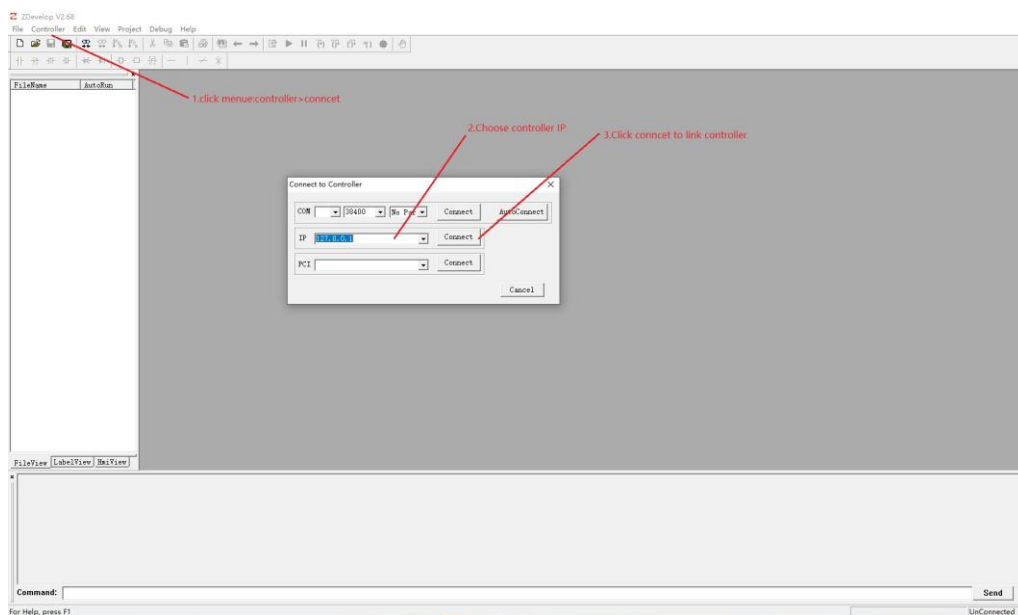 ZDevelop V2.68
File Controller Edit View Project Debug Help
FileName AutoRun
1.click menue:controller>conncet
2.Choose controller IP
3.Click conncet to link controller
Connect to Controller
COM 38400 No Par Connect AutoConnect
IP 127.0.0.1 Connect
PCI Connect
Cancel
FileView LabelView HmiView
Command: Send
For Help, press F1 UnConnected